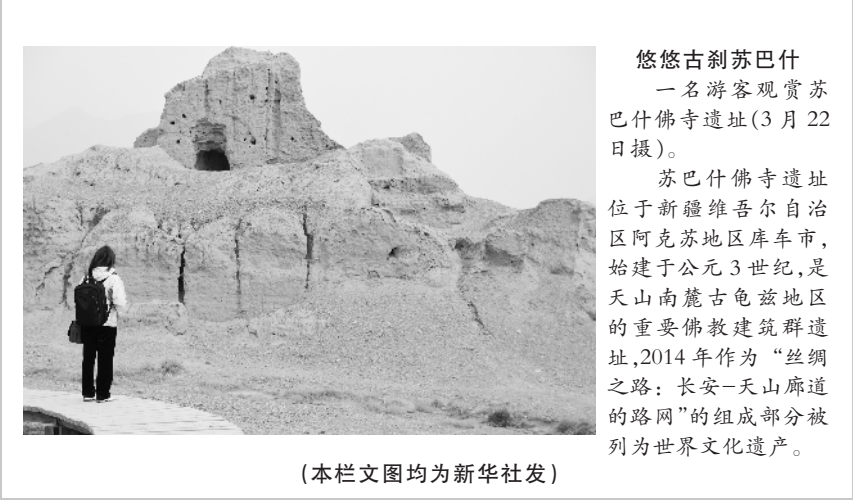 悠悠古刹苏巴什
一名游客观赏苏
巴什佛寺遗址(3月22
日摄)。
苏巴什佛寺遗址
位于新疆维吾尔自治
区阿克苏地区库车市,
始建于公元3世纪,是
天山南麓古龟兹地区
的重要佛教建筑群遗
址,2014年作为“丝绸
之路：长安-天山廊道
的路网”的组成部分被
列为世界文化遗产。
(本栏文图均为新华社发)